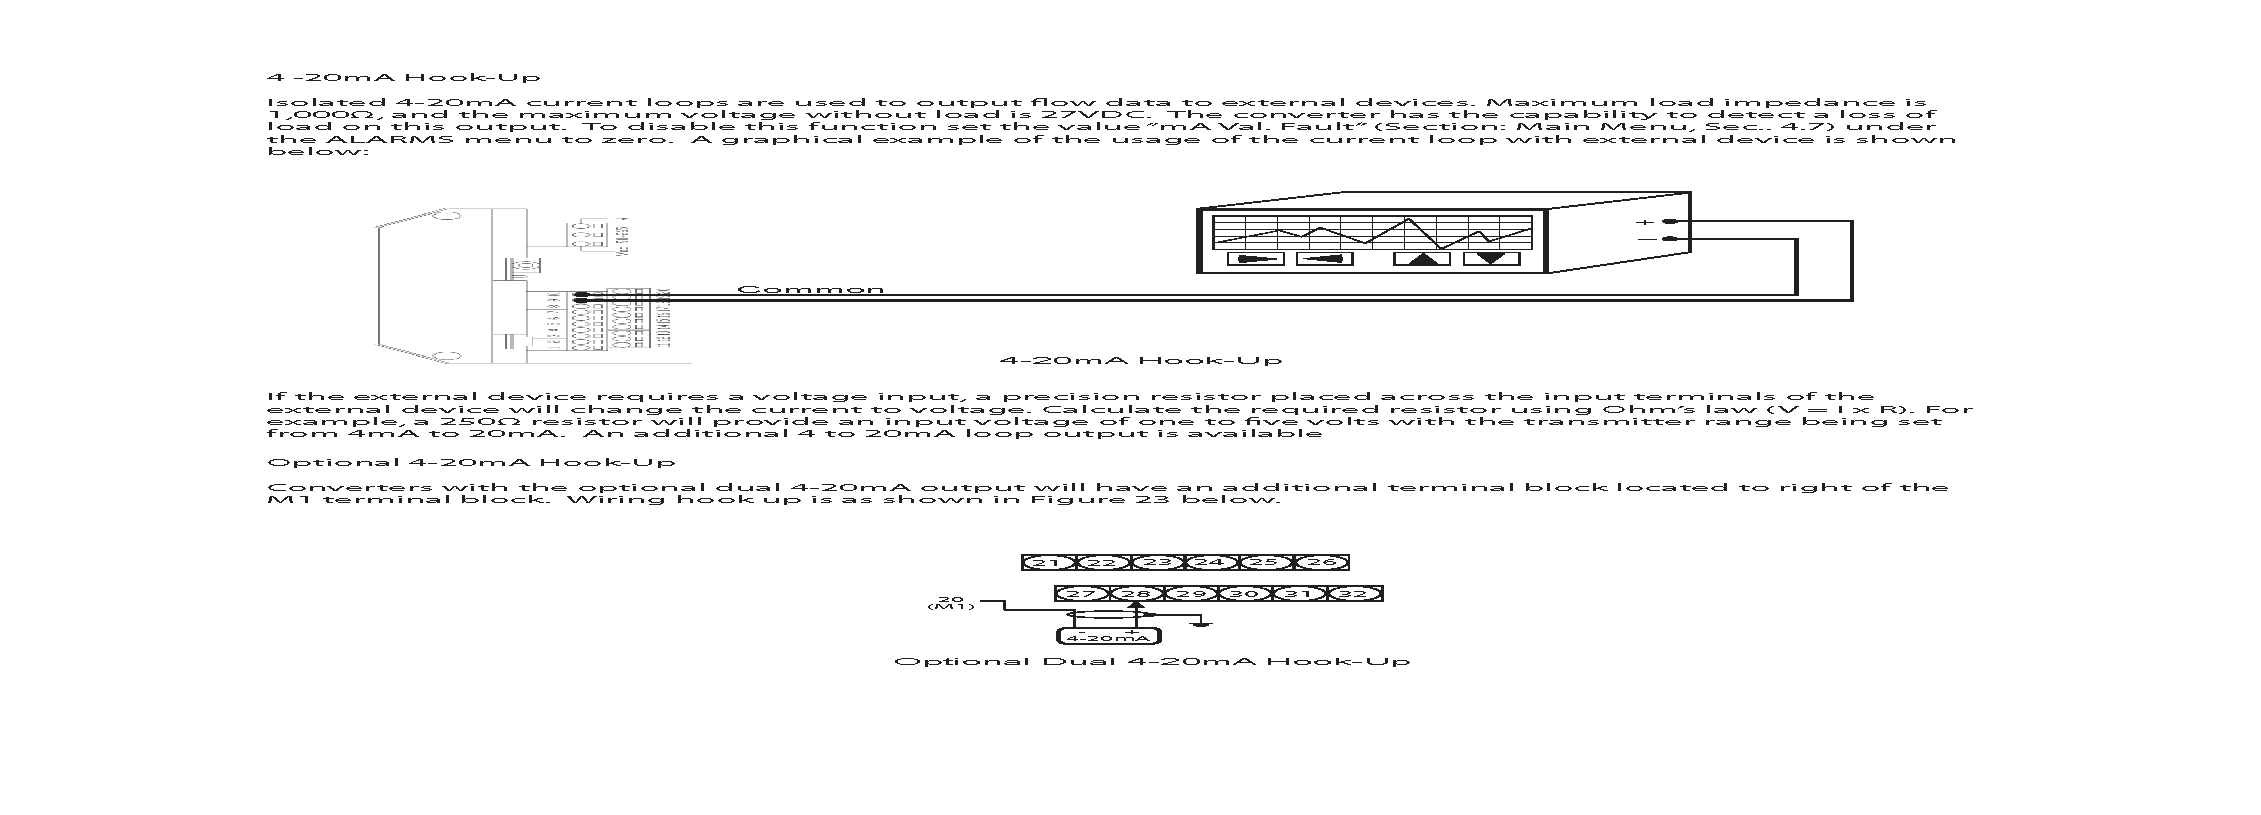 4 -20mA Hook-Up
Isolated 4-20mA current loops are used to output flow data to external devices. Maximum load impedance is
1,000Ω, and the maximum voltage without load is 27VDC. The converter has the capability to detect a loss of
load on this output. To disable this function set the value “mA Val. Fault” (Section: Main Menu, Sec.. 4.7) under
the ALARMS menu to zero. A graphical example of the usage of the current loop with external device is shown
below:
+
−
Common
4-20mA Hook-Up
If the external device requires a voltage input, a precision resistor placed across the input terminals of the
external device will change the current to voltage. Calculate the required resistor using Ohm’s law (V = I x R). For
example, a 250Ω resistor will provide an input voltage of one to five volts with the transmitter range being set
from 4mA to 20mA. An additional 4 to 20mA loop output is available
Optional 4-20mA Hook-Up
Converters with the optional dual 4-20mA output will have an additional terminal block located to right of the
M1 terminal block. Wiring hook up is as shown in Figure 23 below.
21 22 23 24 25 26
27 28 29 30 31 32
20
(M1)
- +
4-20mA
Optional Dual 4-20mA Hook-Up